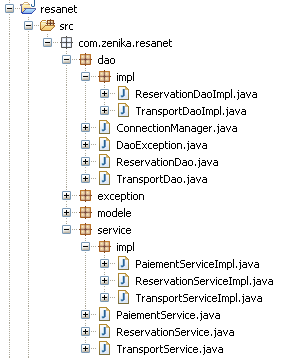 resanet
src
com.zenika.resanet
dao
impl
ReservationDaoImpl.java
TransportDaoImpl.java
ConnectionManager.java
DaoException.java
ReservationDao.java
TransportDao.java
exception
modele
service
impl
PaiementServiceImpl.java
ReservationServiceImpl.java
TransportServiceImpl.java
PaiementService.java
ReservationService.java
TransportService.java